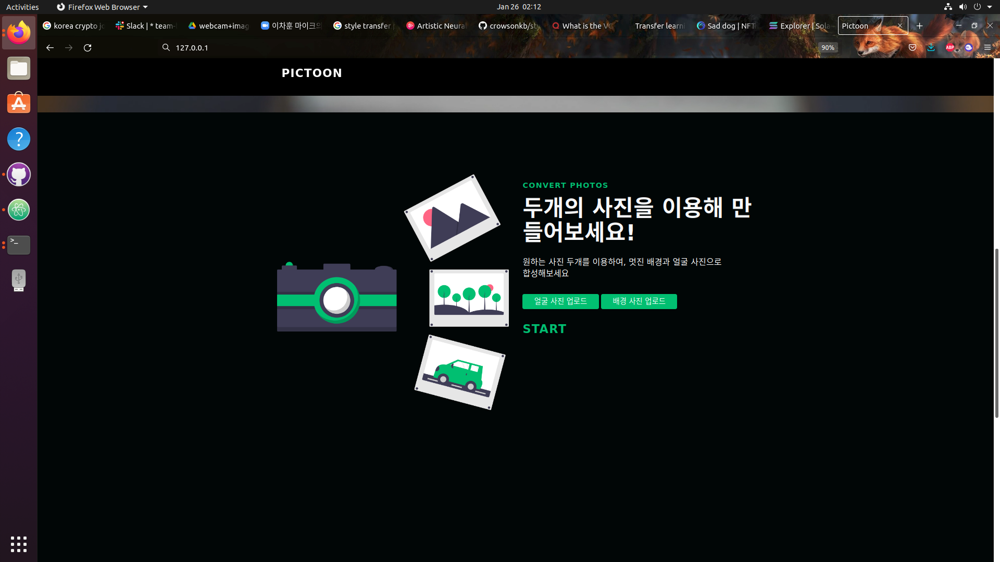 Activities
Firefox Web Browser
Jan 26 02:12
korea crypto jo
Slack | * team-
webcam+imag
이차훈 마이크의
style transfer
Artistic Neural
crowsonkb/sty
What is the VG
Transfer learni
Sad dog | NFT
Explorer | Sola
Pictoon
127.0.0.1
90%
ABP
PICTOON
CONVERT PHOTOS
두개의 사진을 이용해 만
들어보세요!
원하는 사진 두개를 이용하여, 멋진 배경과 얼굴 사진으로
합성해보세요
얼굴 사진 업로드
배경 사진 업로드
START